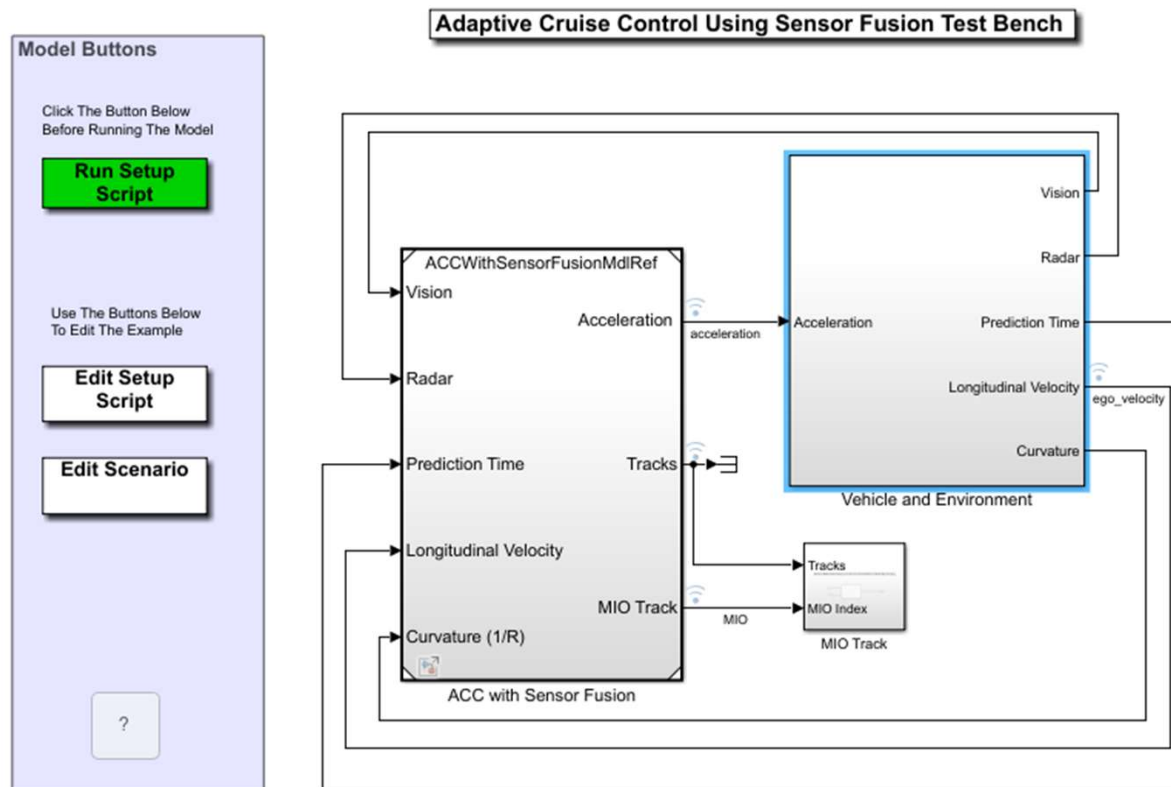 Adaptive Cruise Control Using Sensor Fusion Test Bench
Model Buttons
Click The Button Below
Before Running The Model
Run Setup
Script
Use The Buttons Below
To Edit The Example
Edit Setup
Script
Edit Scenario
?
ACCWithSensorFusionMdlRef
Vision
Radar
Prediction Time
Longitudinal Velocity
Curvature (1/R)
Acceleration
Tracks
MIO Track
ACC with Sensor Fusion
acceleration
MIO
Acceleration
Vision
Radar
Prediction Time
Longitudinal Velocity
Curvature
Vehicle and Environment
ego_velocity
Tracks
MIO Index
MIO Track